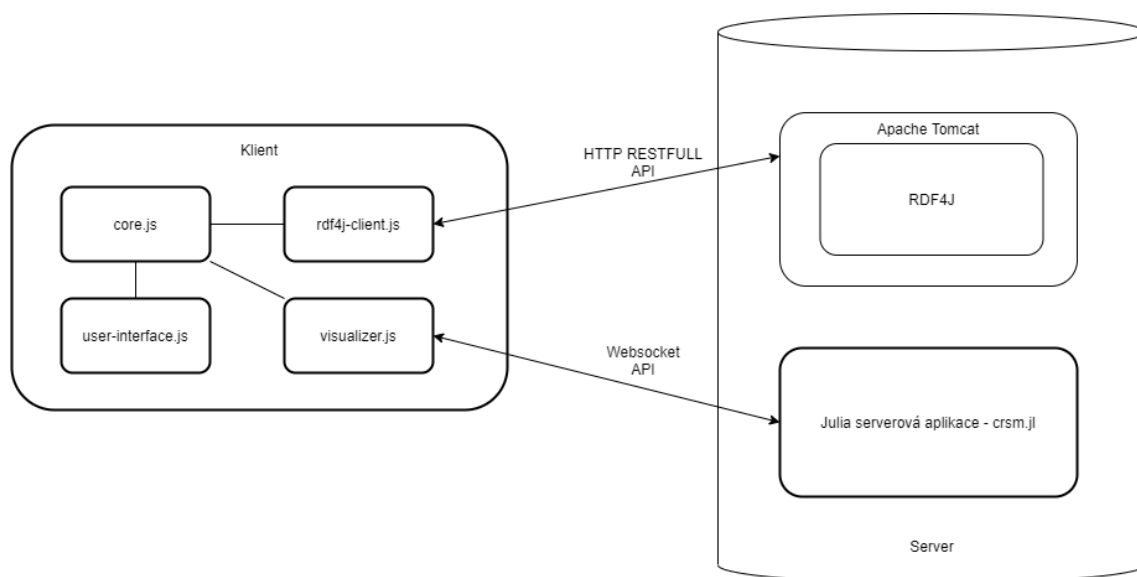 Klient
core.js
rdf4j-client.js
user-interface.js
visualizer.js
HTTP RESTFULL
API
Websocket
API
Apache Tomcat
RDF4J
Julia serverová aplikace - crsm.jl
Server